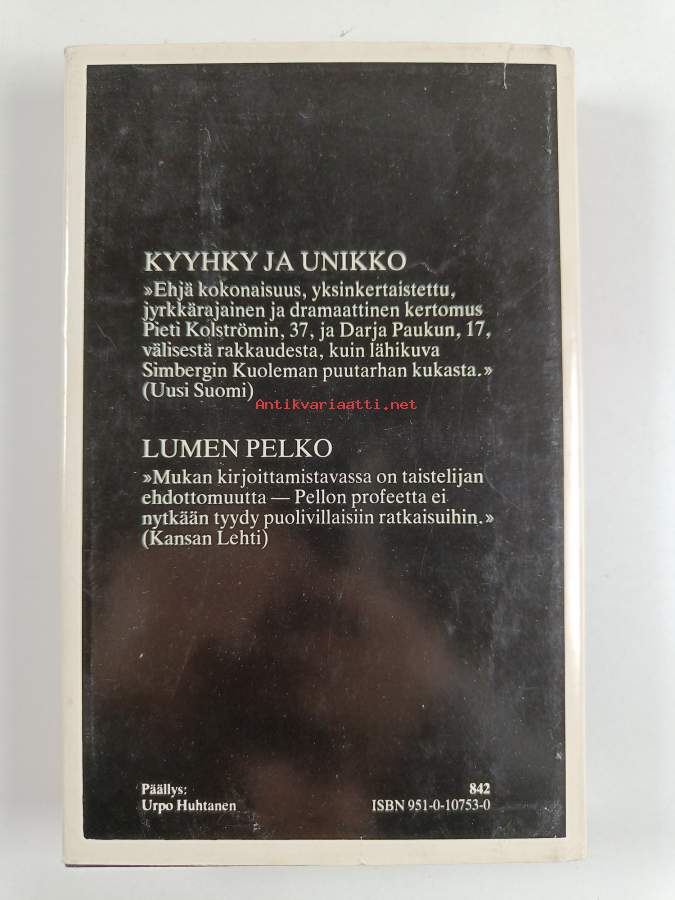 KYYHKY JA UNIKKO
»Ehjä kokonaisuus, yksinkertaistettu,
jyrkkärajainen ja dramaattinen kertomus
Pieti Kolströmin, 37, ja Darja Paukun, 17,
välisestä rakkaudesta, kuin lähikuva
Simbergin Kuoleman puutarhan kukasta.»
(Uusi Suomi)
Antikvariaatti.net
LUMEN PELKO
»Mukan kirjoittamistavassa on taistelijan
ehdottomuutta — Pellon profeetta ei
nytkään tyydy puolivillaisiin ratkaisuihin.»
(Kansan Lehti)
Päällys:
Urpo Huhtanen
842
ISBN 951-0-10753-0